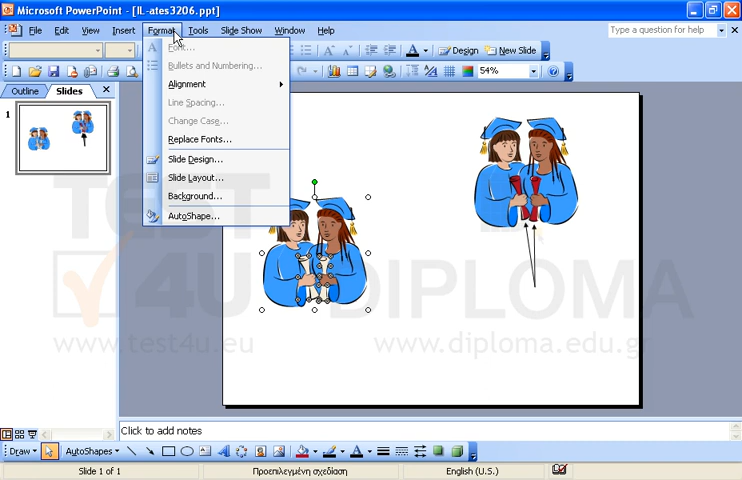 Microsoft PowerPoint - [IL-ates3206.ppt]
File Edit View Insert Format Tools Slide Show Window Help
Type a question for help
Font...
Bullets and Numbering...
Alignment
Line Spacing...
Change Case...
Replace Fonts...
Slide Design...
Slide Layout...
Background...
AutoShape...
A Design New Slide
54%
Outline Slides
1
TEST
4U DIPLOMA
www.test4u.eu www.diploma.edu.gr
Click to add notes
Draw AutoShapes
Slide 1 of 1 Προεπιλεγμένη σχεδίαση English (U.S.)